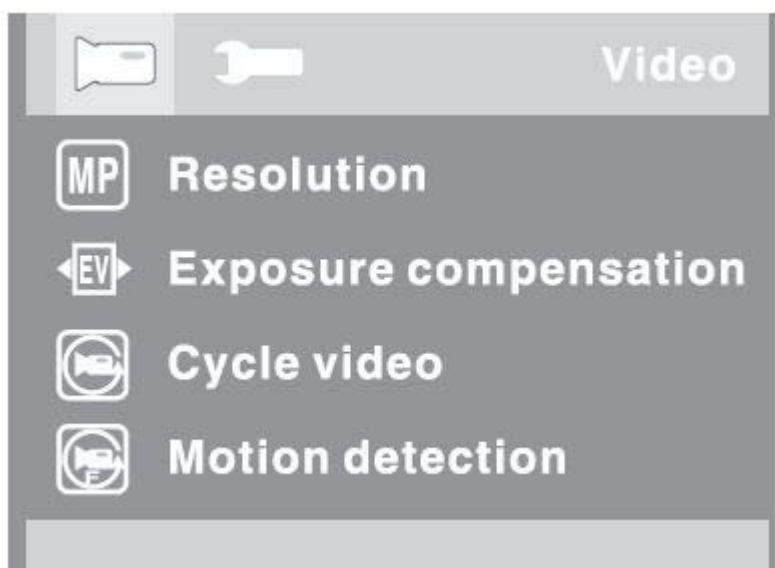 Video
MP Resolution
EV Exposure compensation
Cycle video
F Motion detection